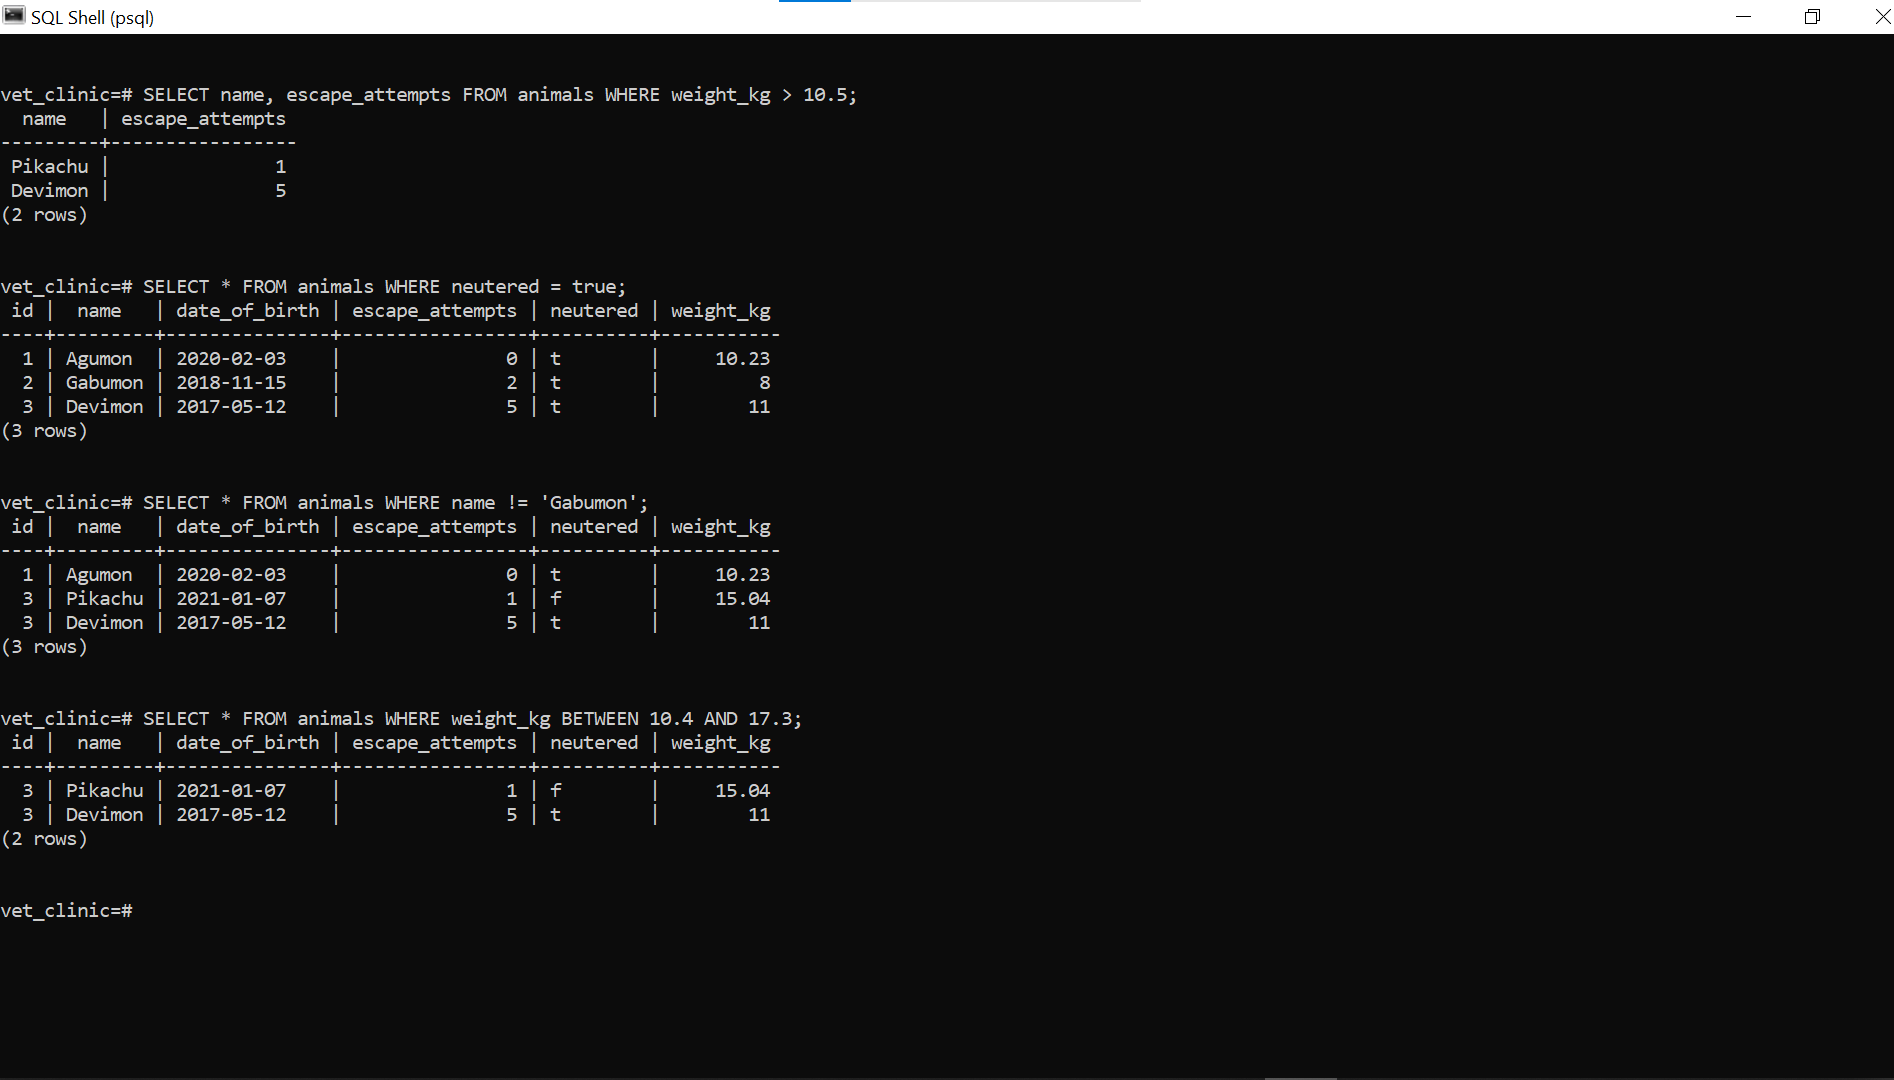 SQL Shell (psql)
vet_clinic=# SELECT name, escape_attempts FROM animals WHERE weight_kg > 10.5;
  name   | escape_attempts
---------+-----------------
 Pikachu |               1
 Devimon |               5
(2 rows)
vet_clinic=# SELECT * FROM animals WHERE neutered = true;
 id |  name   | date_of_birth | escape_attempts | neutered | weight_kg
----+---------+---------------+-----------------+----------+-----------
  1 | Agumon  | 2020-02-03    |               0 | t        |     10.23
  2 | Gabumon | 2018-11-15    |               2 | t        |         8
  3 | Devimon | 2017-05-12    |               5 | t        |        11
(3 rows)
vet_clinic=# SELECT * FROM animals WHERE name != 'Gabumon';
 id |  name   | date_of_birth | escape_attempts | neutered | weight_kg
----+---------+---------------+-----------------+----------+-----------
  1 | Agumon  | 2020-02-03    |               0 | t        |     10.23
  3 | Pikachu | 2021-01-07    |               1 | f        |     15.04
  3 | Devimon | 2017-05-12    |               5 | t        |        11
(3 rows)
vet_clinic=# SELECT * FROM animals WHERE weight_kg BETWEEN 10.4 AND 17.3;
 id |  name   | date_of_birth | escape_attempts | neutered | weight_kg
----+---------+---------------+-----------------+----------+-----------
  3 | Pikachu | 2021-01-07    |               1 | f        |     15.04
  3 | Devimon | 2017-05-12    |               5 | t        |        11
(2 rows)
vet_clinic=#